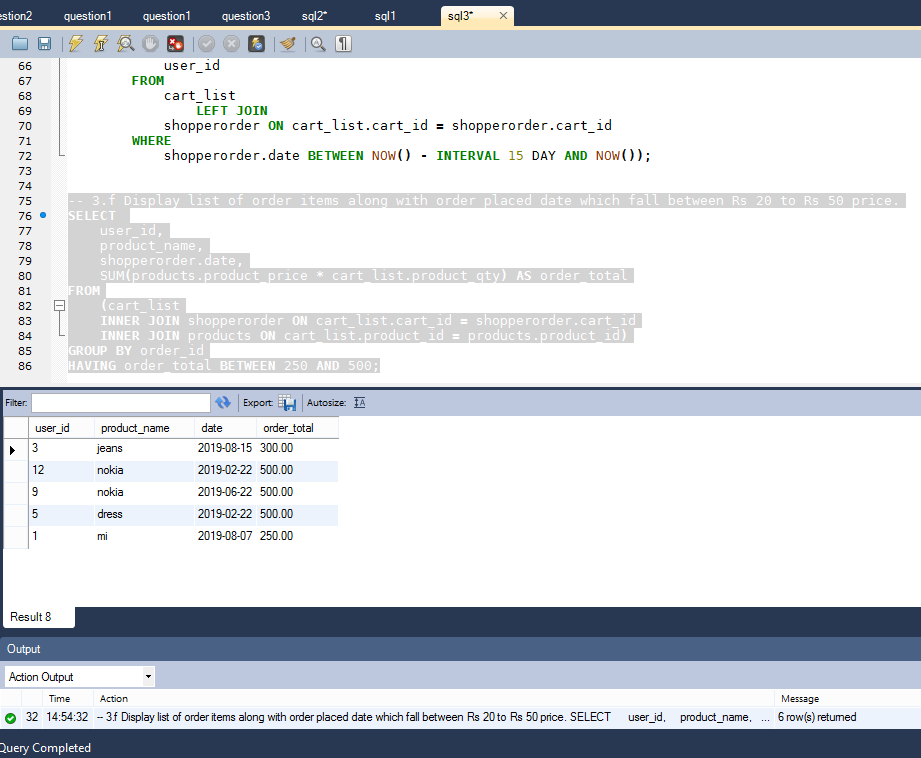 stion2 question1 question1 question3 sql2* sql1 sql3*
66 user_id
67 FROM
68 cart_list
69 LEFT JOIN
70 shopperorder ON cart_list.cart_id = shopperorder.cart_id
71 WHERE
72 shopperorder.date BETWEEN NOW() - INTERVAL 15 DAY AND NOW());
73
74
75 -- 3.f Display list of order items along with order placed date which fall between Rs 20 to Rs 50 price.
76 SELECT
77 user_id,
78 product_name,
79 shopperorder.date,
80 SUM(products.product_price * cart_list.product_qty) AS order_total
81 FROM
82 (cart_list
83 INNER JOIN shopperorder ON cart_list.cart_id = shopperorder.cart_id
84 INNER JOIN products ON cart_list.product_id = products.product_id)
85 GROUP BY order_id
86 HAVING order_total BETWEEN 250 AND 500;
Filter: Export: Autosize:
user_id product_name date order_total
3 jeans 2019-08-15 300.00
12 nokia 2019-02-22 500.00
9 nokia 2019-06-22 500.00
5 dress 2019-02-22 500.00
1 mi 2019-08-07 250.00
Result 8
Output
Action Output
Time Action Message
32 14:54:32 -- 3.f Display list of order items along with order placed date which fall between Rs 20 to Rs 50 price. SELECT user_id, product_name, ... 6 row(s) returned
Query Completed